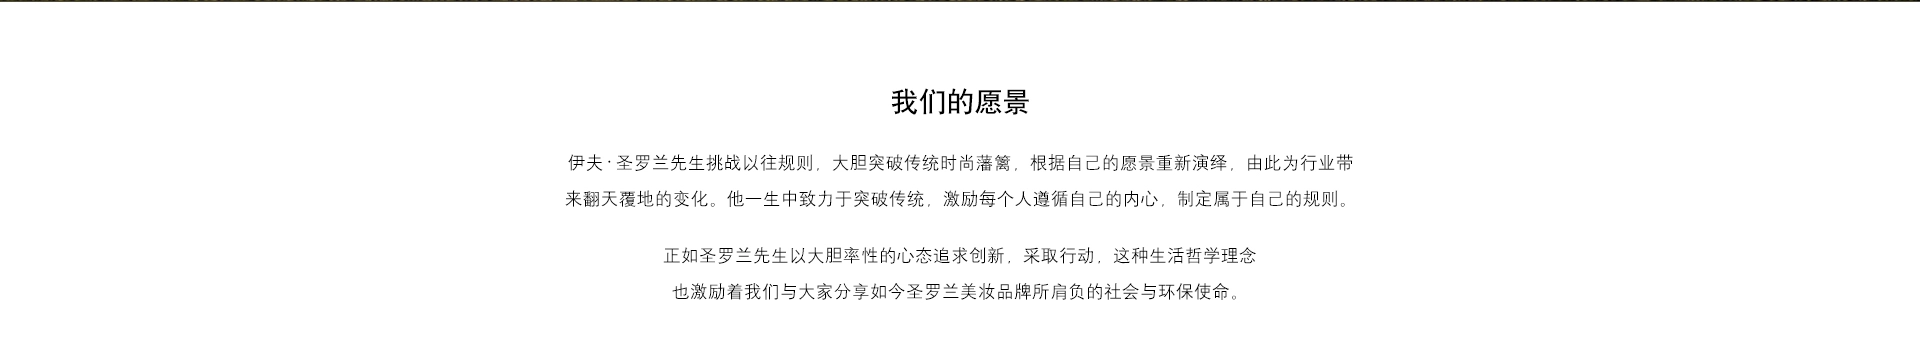 我们的愿景
伊夫·圣罗兰先生挑战以往规则，大胆突破传统时尚藩篱，根据自己的愿景重新演绎，由此为行业带
来翻天覆地的变化。他一生中致力于突破传统，激励每个人遵循自己的内心，制定属于自己的规则。
正如圣罗兰先生以大胆率性的心态追求创新，采取行动，这种生活哲学理念
也激励着我们与大家分享如今圣罗兰美妆品牌所肩负的社会与环保使命。